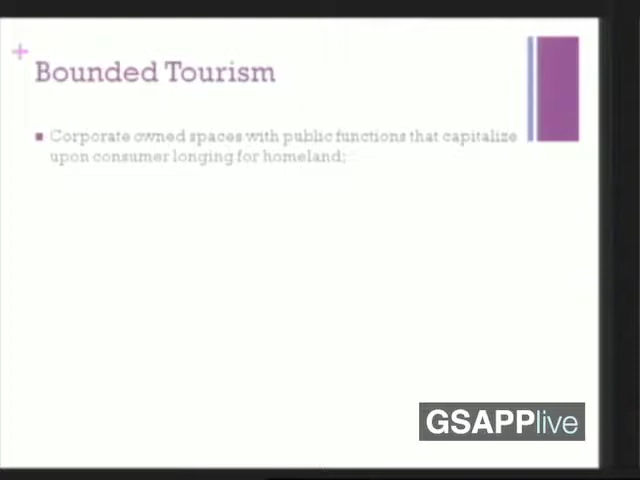 +
Bounded Tourism
■ Corporate owned spaces with public functions that capitalize
upon consumer longing for homeland;
GSAPPlive